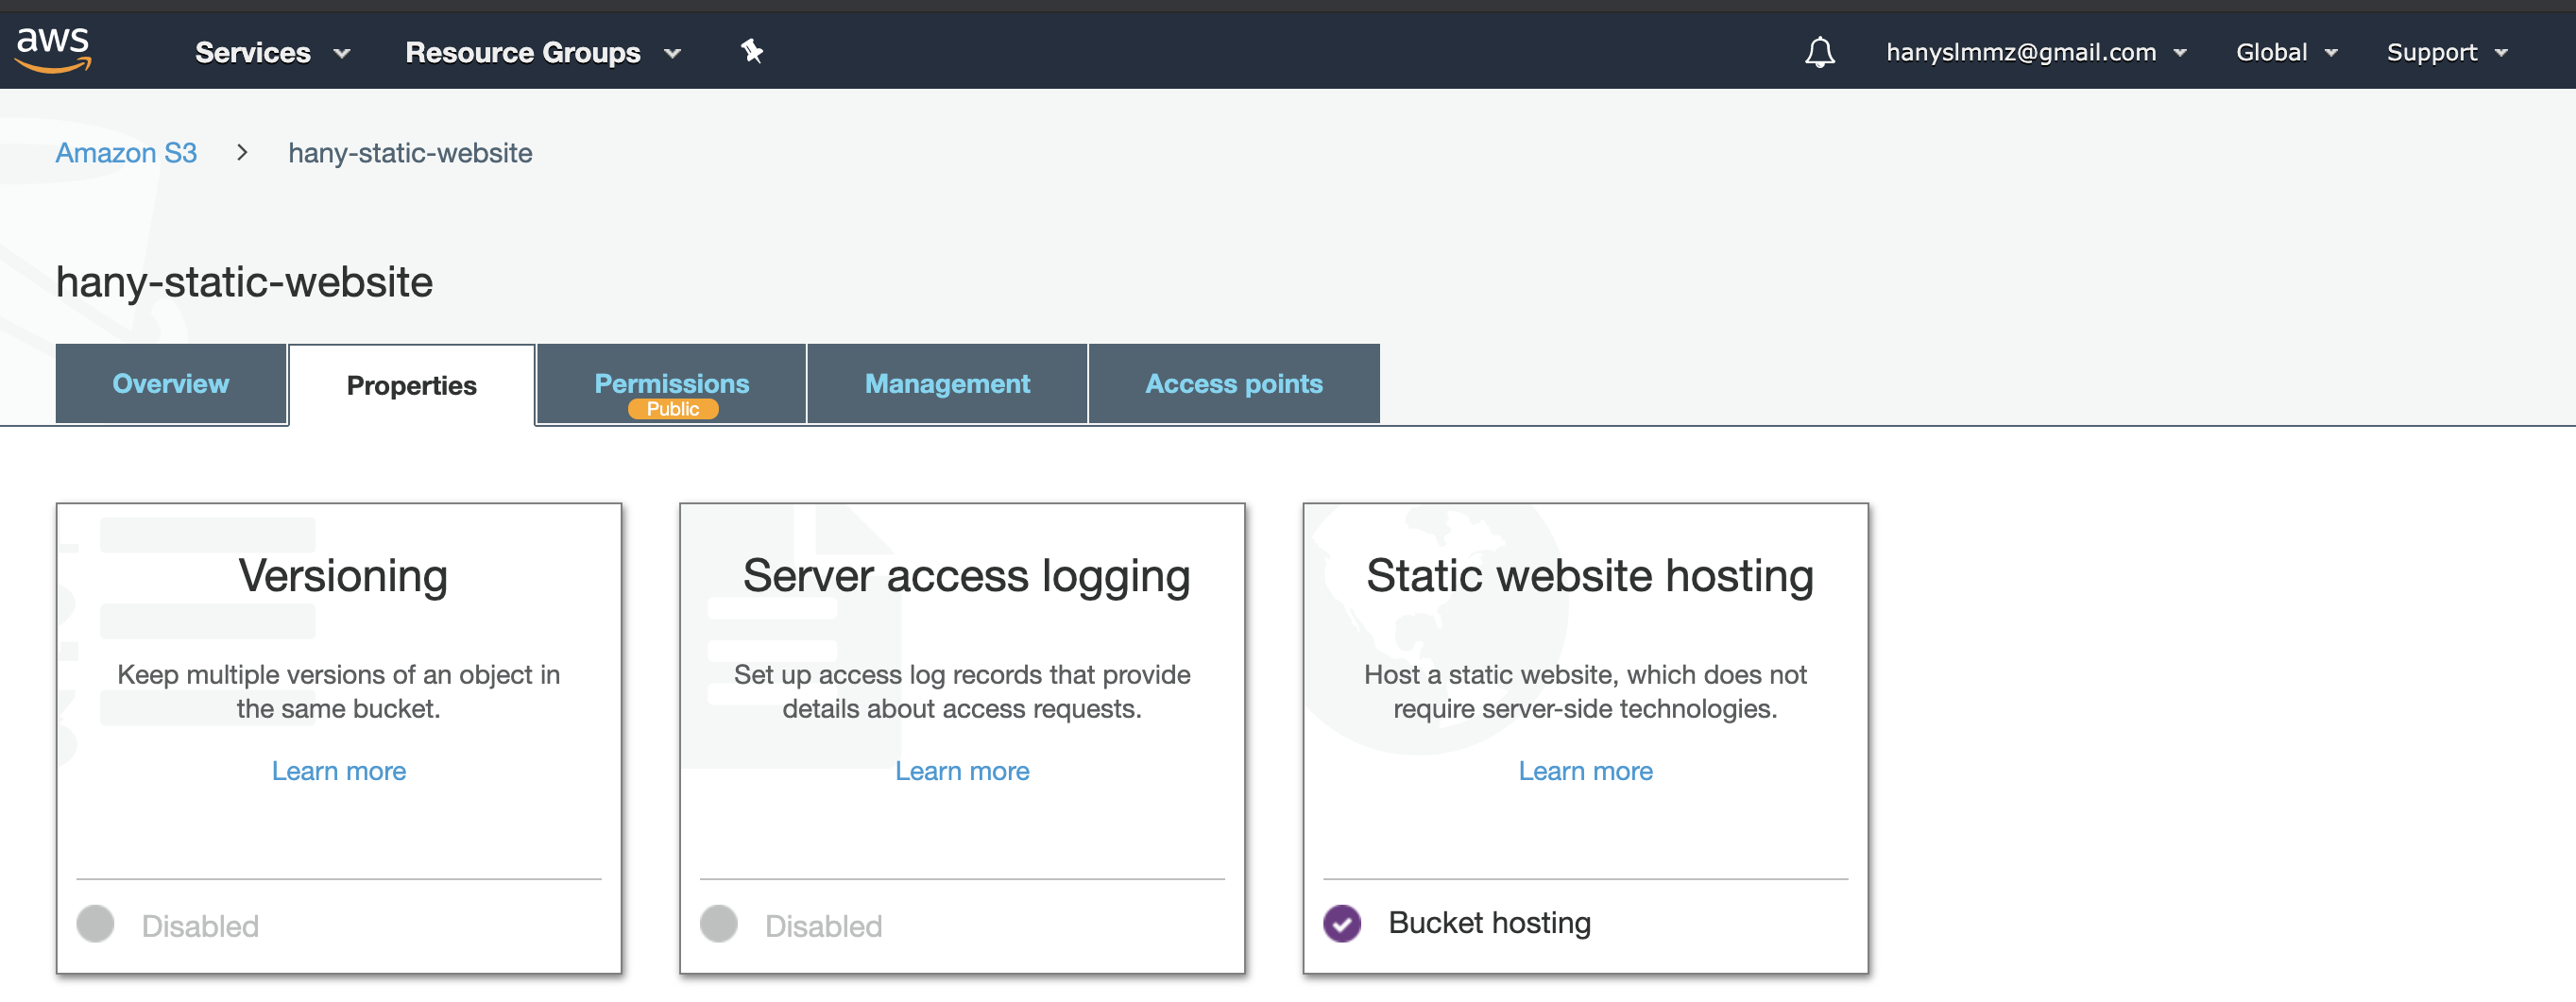 aws Services Resource Groups hanyslmmz@gmail.com Global Support
Amazon S3 > hany-static-website
hany-static-website
Overview Properties Permissions Management Access points
Public
Versioning
Keep multiple versions of an object in
the same bucket.
Learn more
Disabled
Server access logging
Set up access log records that provide
details about access requests.
Learn more
Disabled
Static website hosting
Host a static website, which does not
require server-side technologies.
Learn more
Bucket hosting